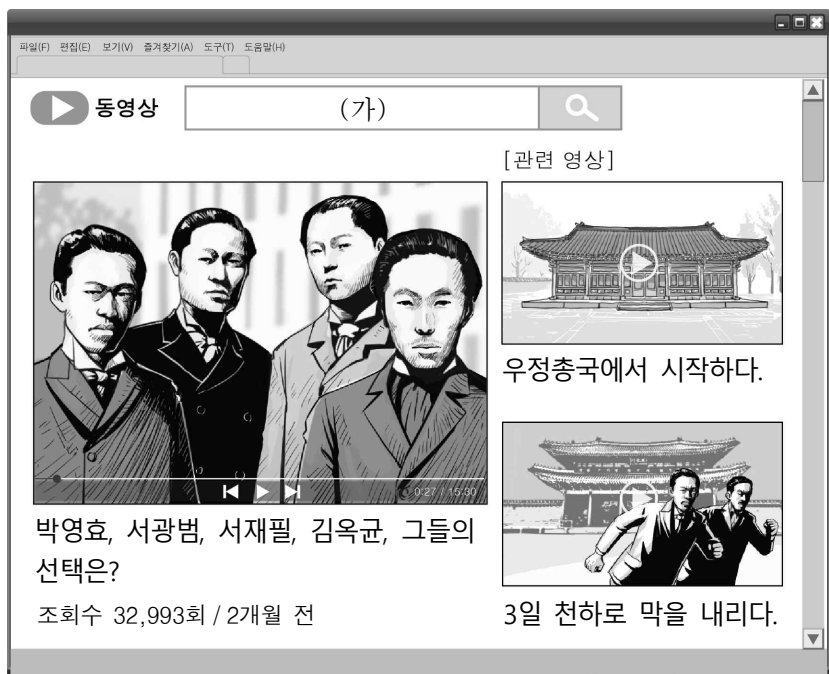 파일(F) 편집(E) 보기(V) 즐겨찾기(A) 도구(T) 도움말(H)
동영상
(가)
0:27 / 15:30
박영효, 서광범, 서재필, 김옥균, 그들의
선택은?
조회수 32,993회 / 2개월 전
[관련 영상]
우정총국에서 시작하다.
3일 천하로 막을 내리다.